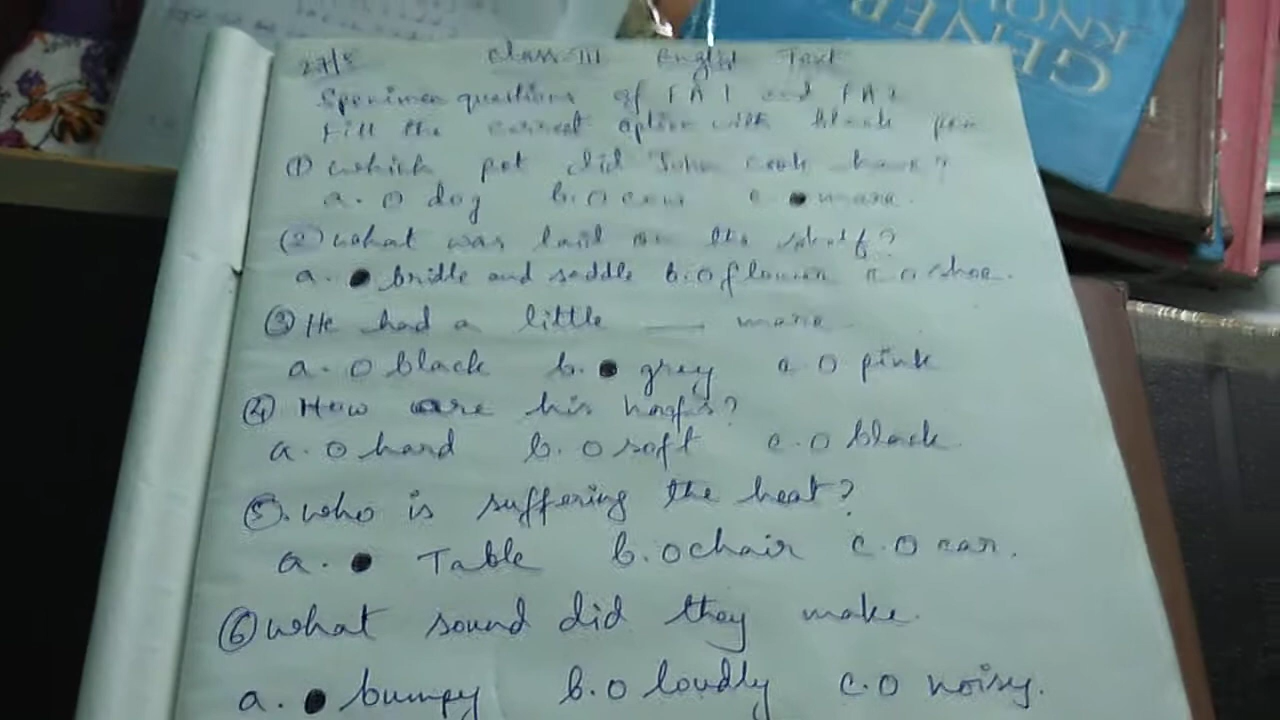 27/5 Class-III English Text
Specimen questions of FA1 and FA2
Fill the correct option with black pen
① which pet did John cook have?
a. O dog b. O cow c. ● mare.
② what was laid on the shelf?
a. ● bridle and saddle b. O flower c. O shoe.
③ He had a little ___ mare
a. O black b. ● grey c. O pink
④ How are his hoofs?
a. O hard b. O soft c. O black.
⑤. who is suffering the heat?
a. ● Table b. O chair c. O car.
⑥ what sound did they make.
a. ● bumpy b. O loudly c. O noisy.
GENER
KNOW